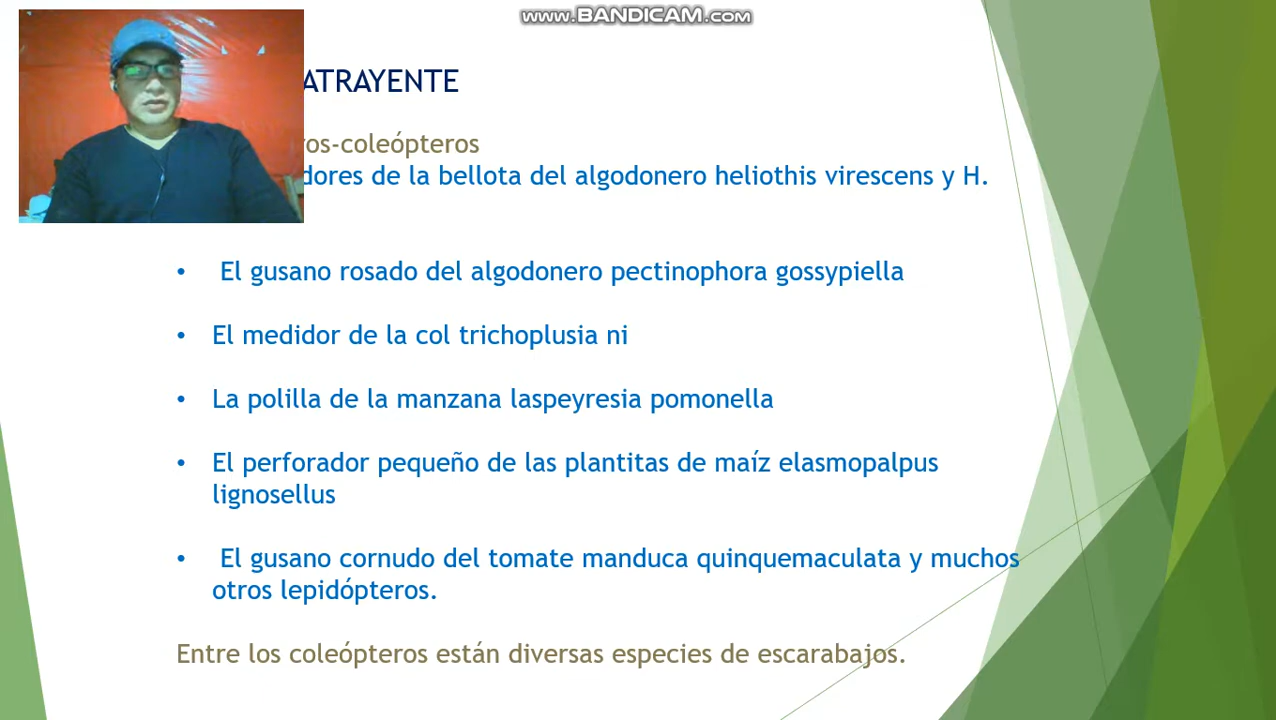 www.BANDICAM.com
ATRAYENTE
ros-coleópteros
dores de la bellota del algodonero heliothis virescens y H.
• El gusano rosado del algodonero pectinophora gossypiella
• El medidor de la col trichoplusia ni
• La polilla de la manzana laspeyresia pomonella
• El perforador pequeño de las plantitas de maíz elasmopalpus
lignosellus
• El gusano cornudo del tomate manduca quinquemaculata y muchos
otros lepidópteros.
Entre los coleópteros están diversas especies de escarabajos.